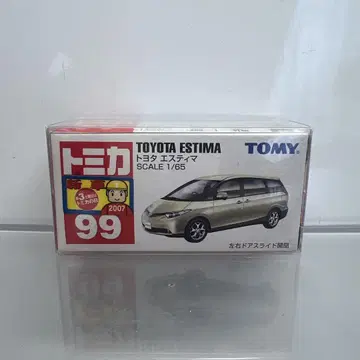 トミカ
2007
99
TOYOTA ESTIMA
トヨタ エスティマ
SCALE 1/65
TOMY
左右ドアスライド開閉